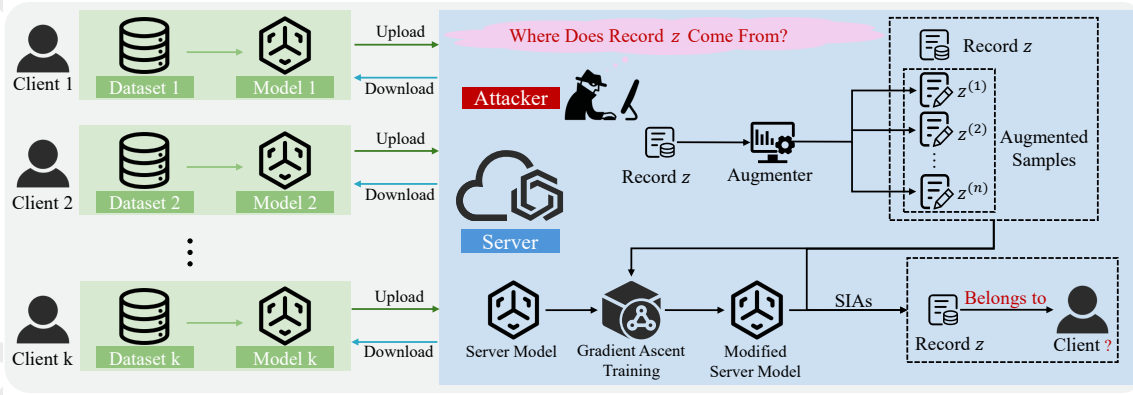 Client 1
Dataset 1
Model 1
Upload
Download
Client 2
Dataset 2
Model 2
Upload
Download
⋮
Client k
Dataset k
Model k
Upload
Download
Where Does Record z Come From?
Attacker
Server
Record z
Augmenter
Record z
z⁽¹⁾
z⁽²⁾
⋮
z⁽ⁿ⁾
Augmented
Samples
Server Model
Gradient Ascent
Training
Modified
Server Model
SIAs
Record z
Belongs to
Client ?